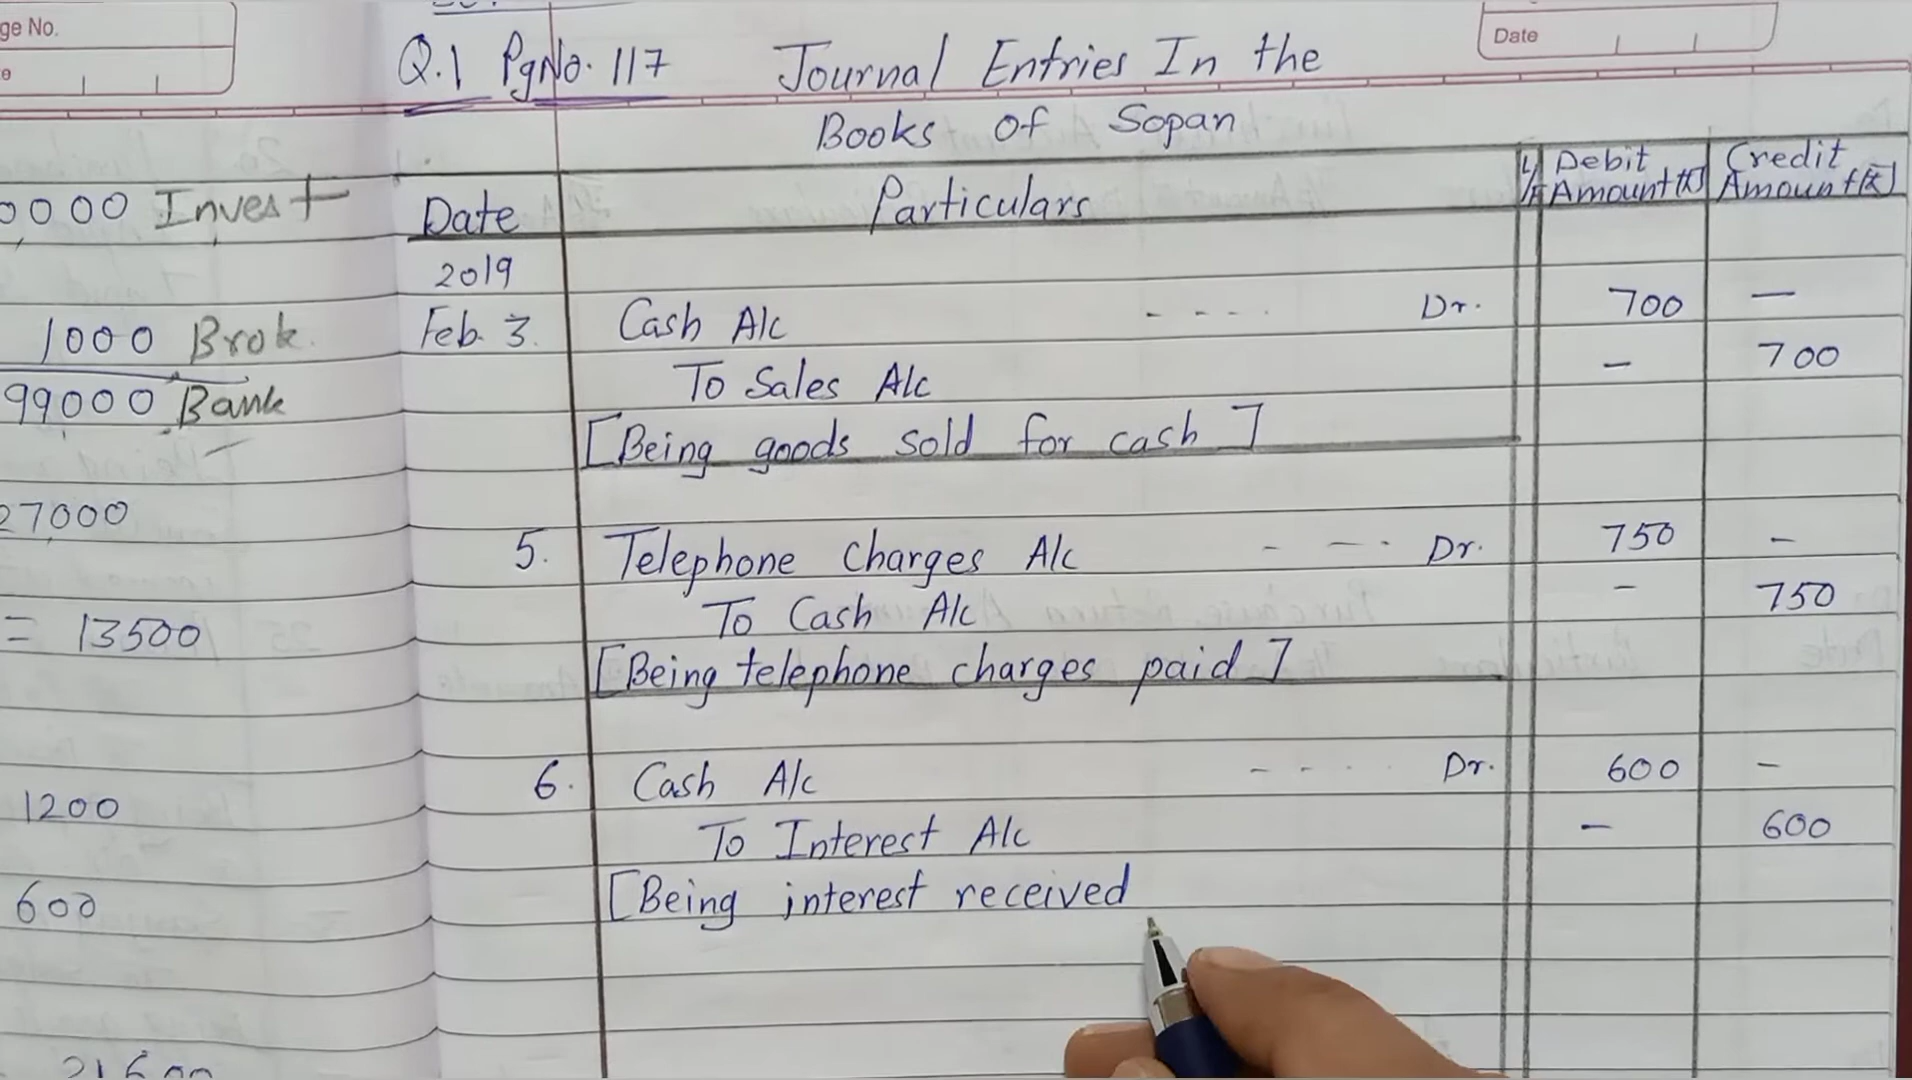 ge No.
Date
Q.1 PgNo. 117 Journal Entries In the
Books of Sopan
Date Particulars L/F Debit Amount (₹) Credit Amount (₹)
2019
Feb. 3. Cash A/c - - - - Dr. 700 —
To Sales A/c — 700
[Being goods sold for cash]
5. Telephone Charges A/c - - - - Dr. 750 —
To Cash A/c — 750
[Being telephone charges paid]
6. Cash A/c - - - - Dr. 600 —
To Interest A/c — 600
[Being interest received
0000 Invest
1000 Brok.
99000 Bank
27000
= 13500
1200
600